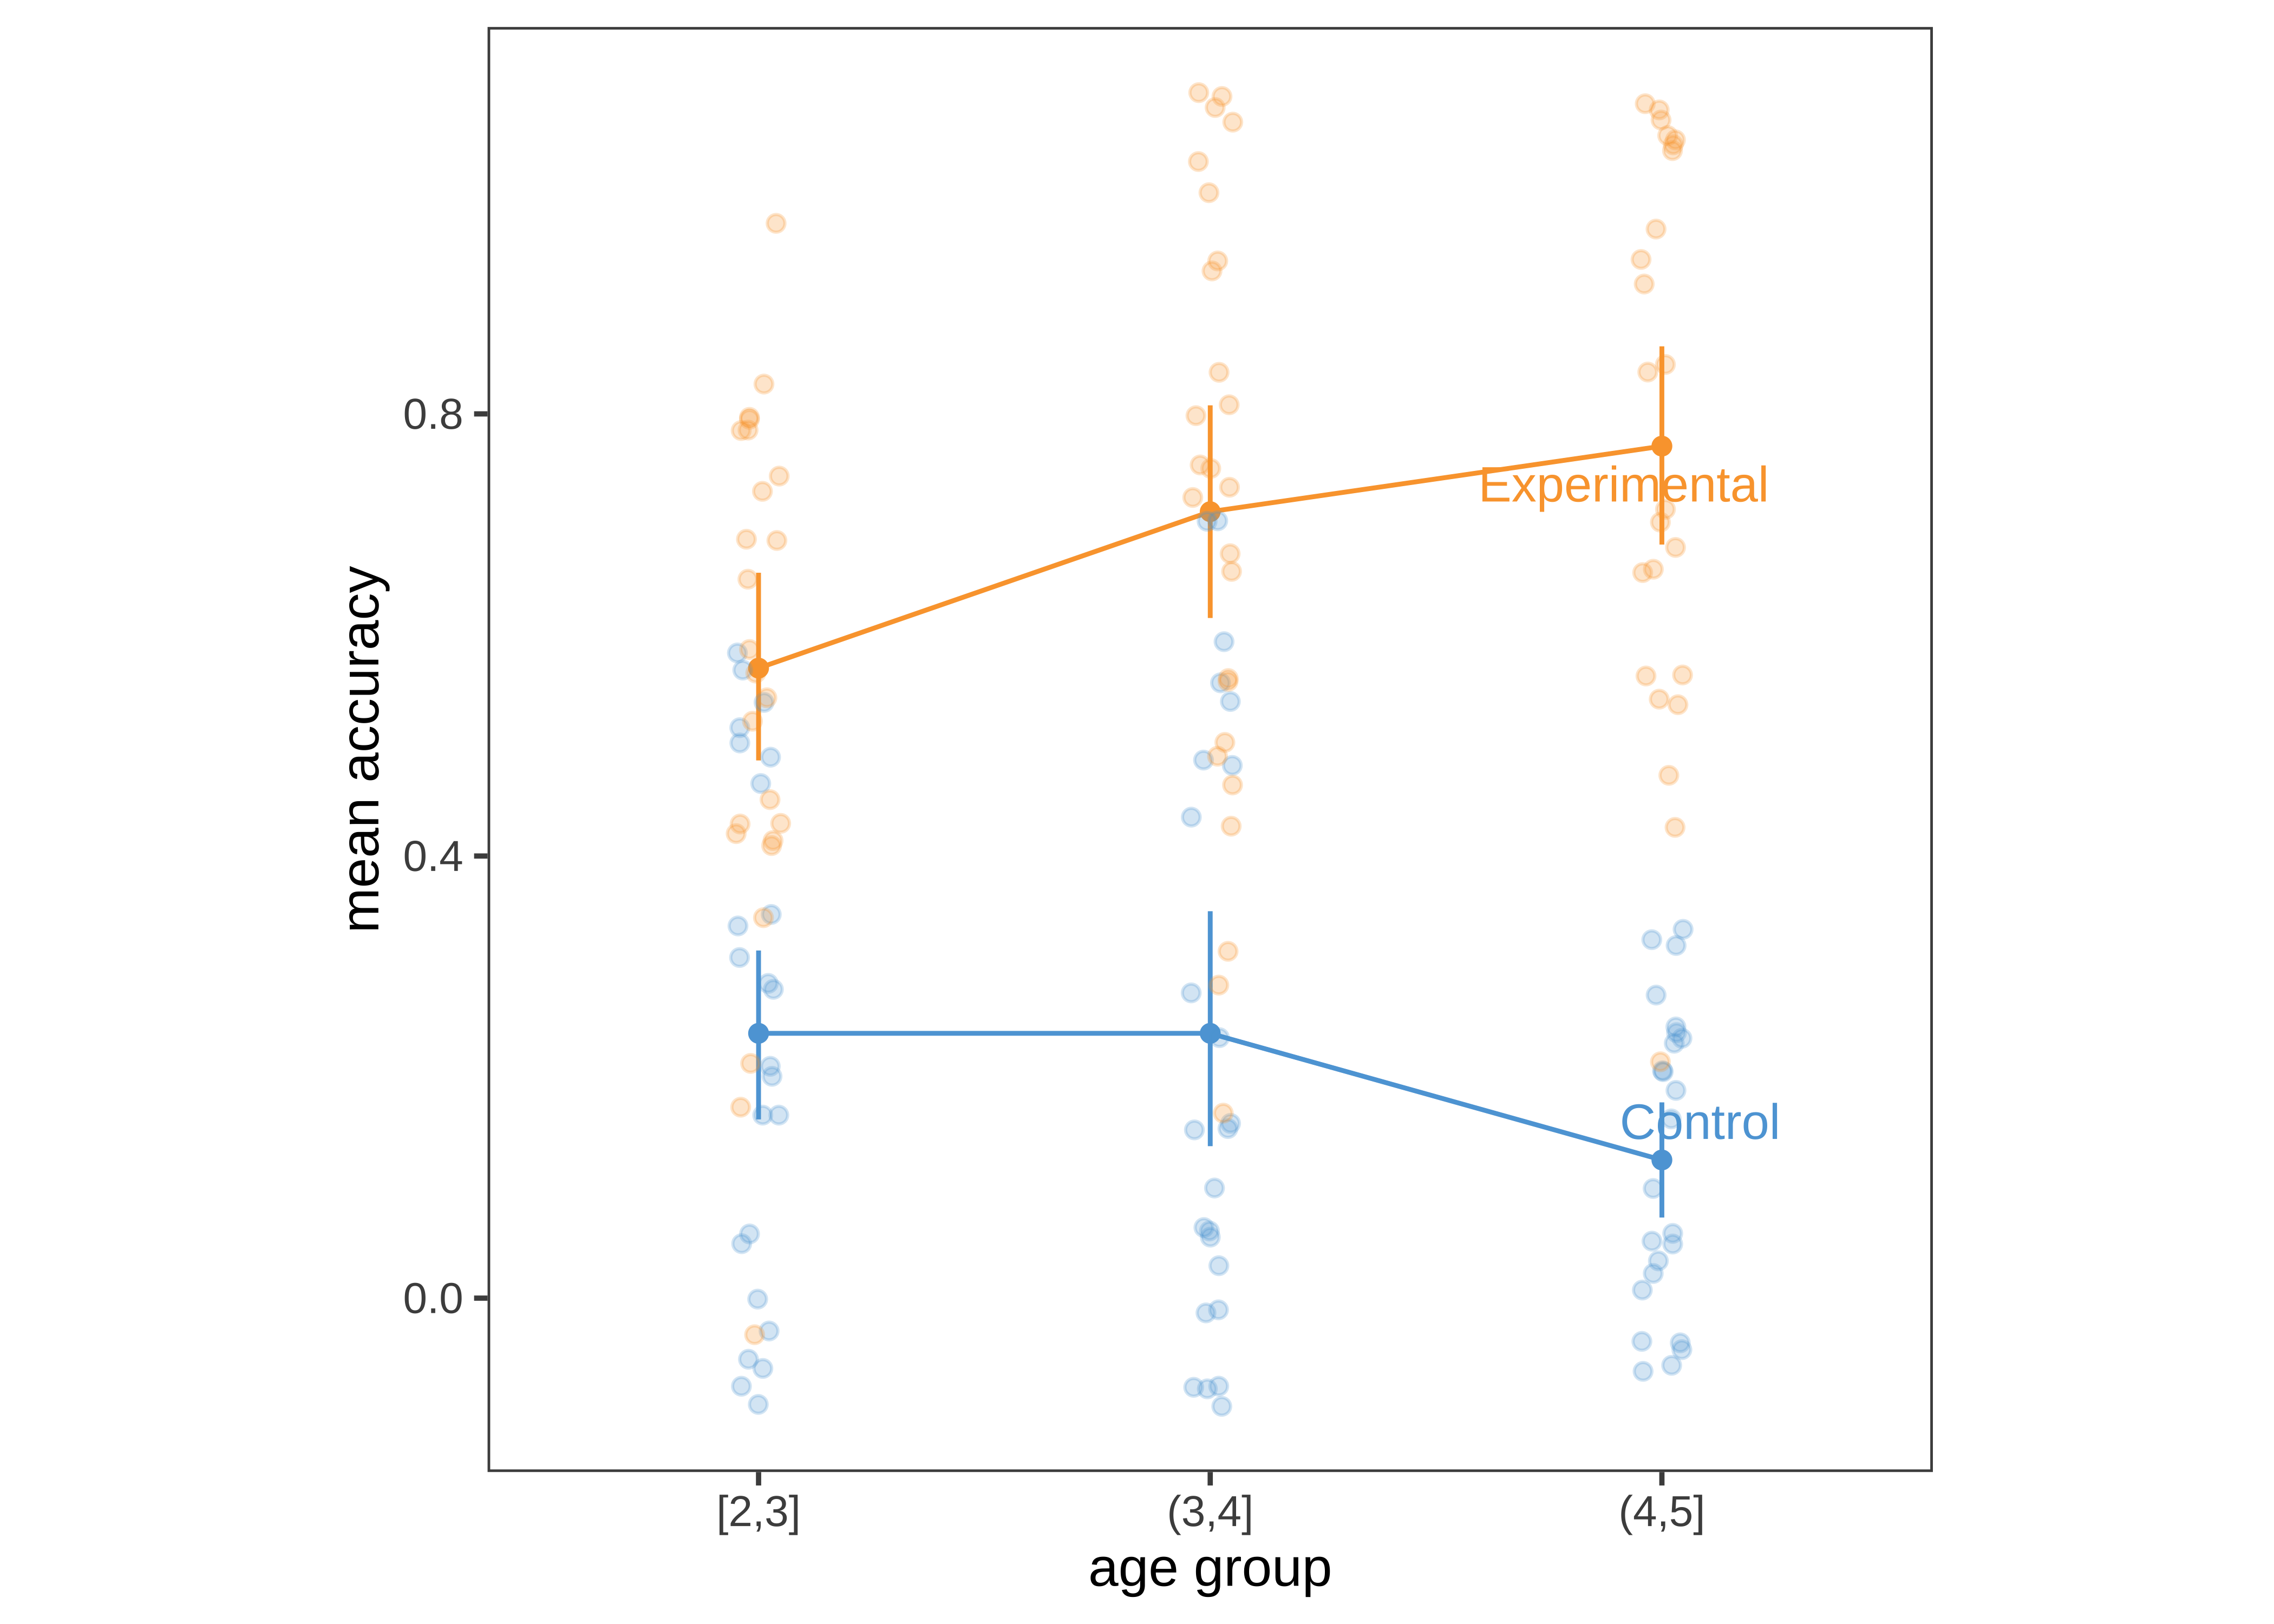 mean accuracy
0.8
0.4
0.0
Experimental
Control
[2,3]
(3,4]
(4,5]
age group